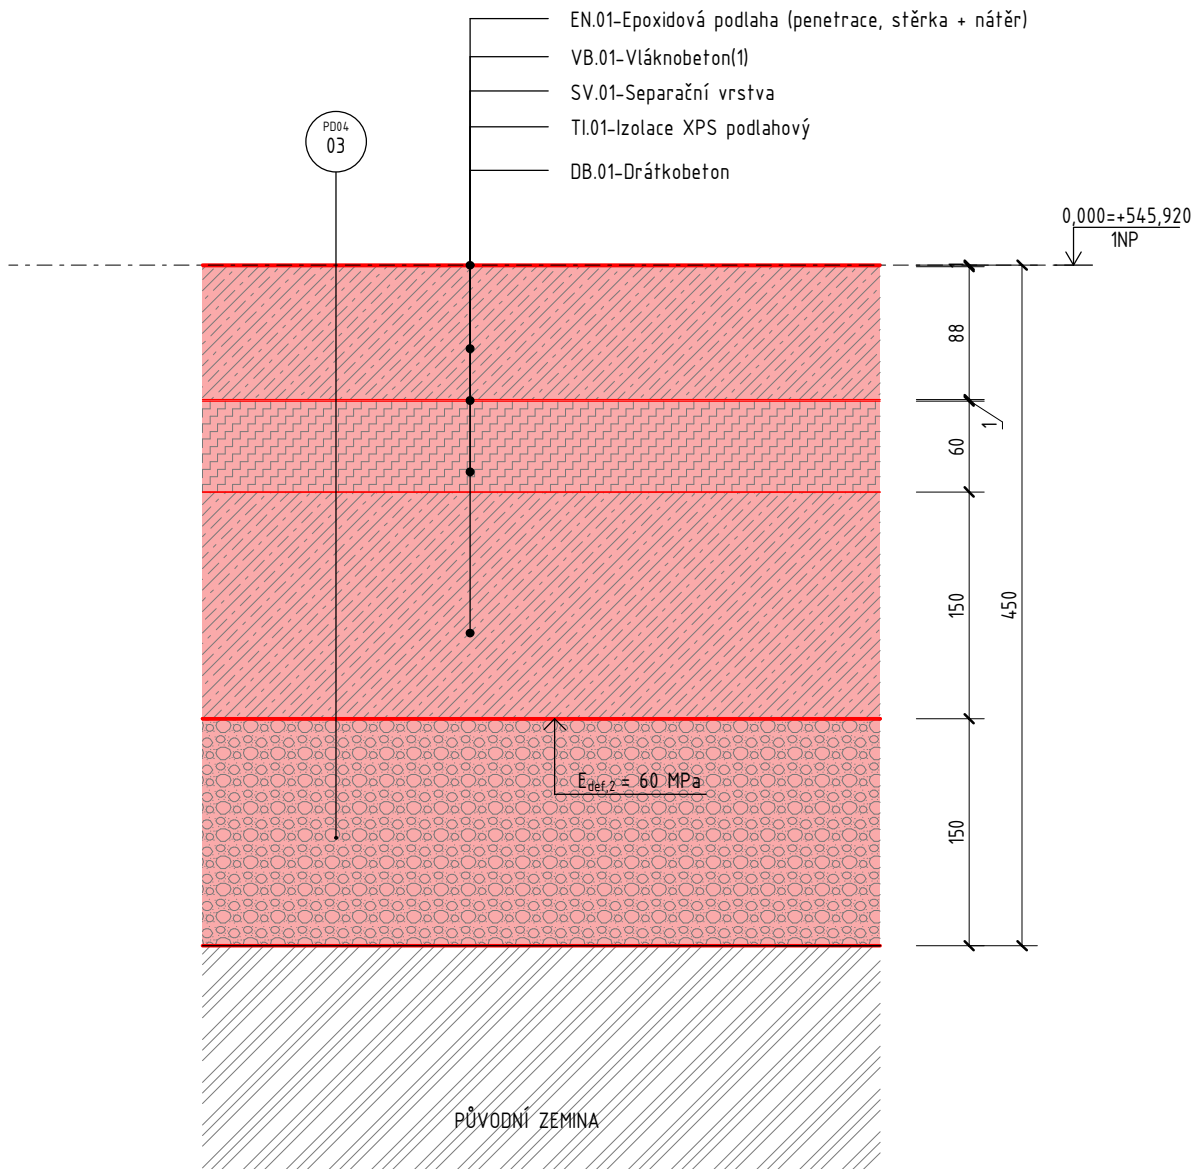 EN.01-Epoxidová podlaha (penetrace, stěrka + nátěr)
VB.01-Vláknobeton(1)
SV.01-Separační vrstva
TI.01-Izolace XPS podlahový
DB.01-Drátkobeton
PD04
03
0,000=+545,920
1NP
88
1
60
150
450
150
Edef,2 = 60 MPa
PŮVODNÍ ZEMINA